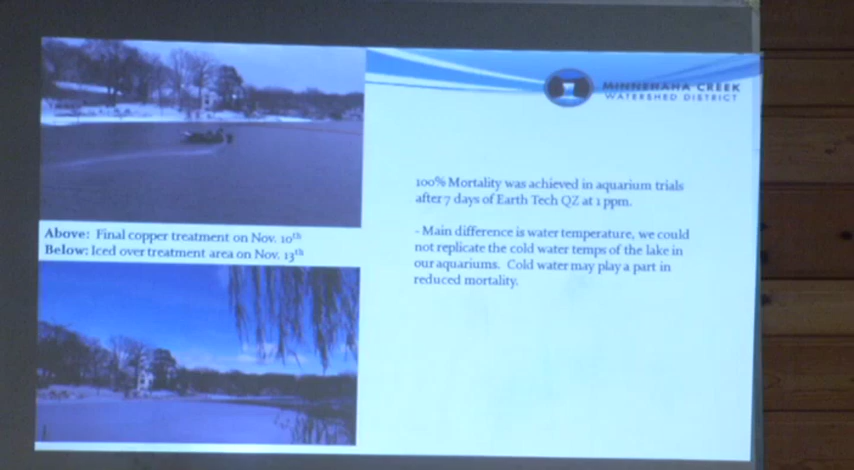 MINNEHAHA CREEK
WATERSHED DISTRICT
100% Mortality was achieved in aquarium trials
after 7 days of Earth Tech QZ at 1 ppm.
- Main difference is water temperature, we could
not replicate the cold water temps of the lake in
our aquariums. Cold water may play a part in
reduced mortality.
Above: Final copper treatment on Nov. 10th
Below: Iced over treatment area on Nov. 13th